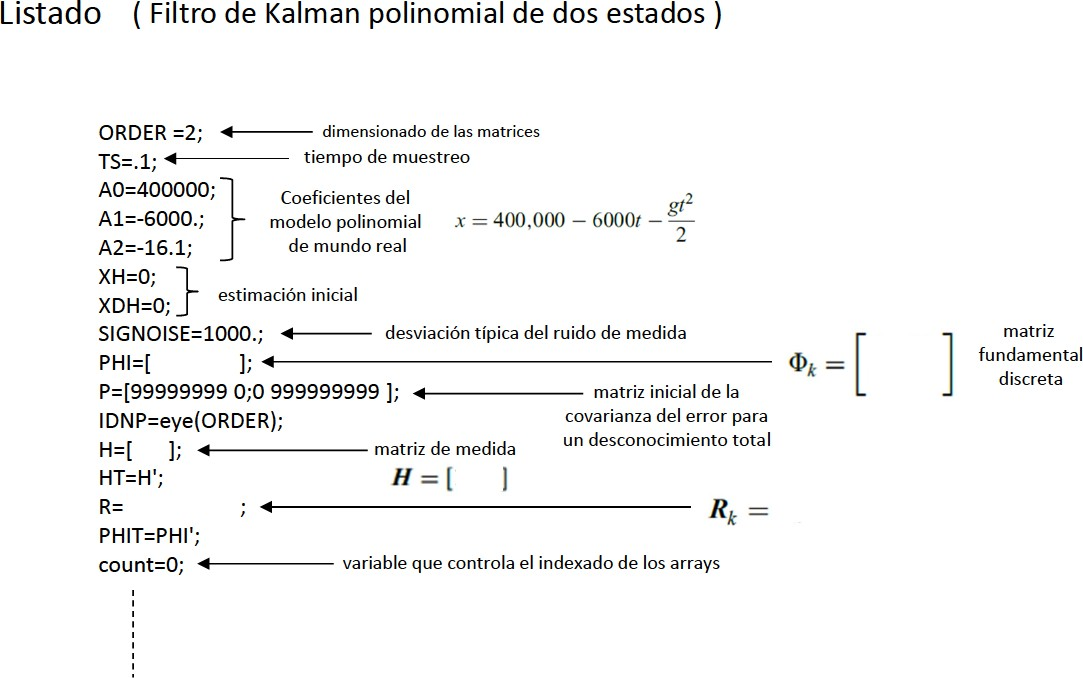 Listado ( Filtro de Kalman polinomial de dos estados )
ORDER =2; dimensionado de las matrices
TS=.1; tiempo de muestreo
A0=400000;
A1=-6000.;
A2=-16.1;
Coeficientes del
modelo polinomial
de mundo real
x = 400,000 − 6000t − gt²/2
XH=0;
XDH=0;
estimación inicial
SIGNOISE=1000.; desviación típica del ruido de medida
PHI=[ ]; Φk = [ ]
matriz
fundamental
discreta
P=[99999999 0;0 999999999 ];
matriz inicial de la
covarianza del error para
un desconocimiento total
IDNP=eye(ORDER);
H=[ ]; matriz de medida
HT=H'; H = [ ]
R= ; Rk =
PHIT=PHI';
count=0; variable que controla el indexado de los arrays